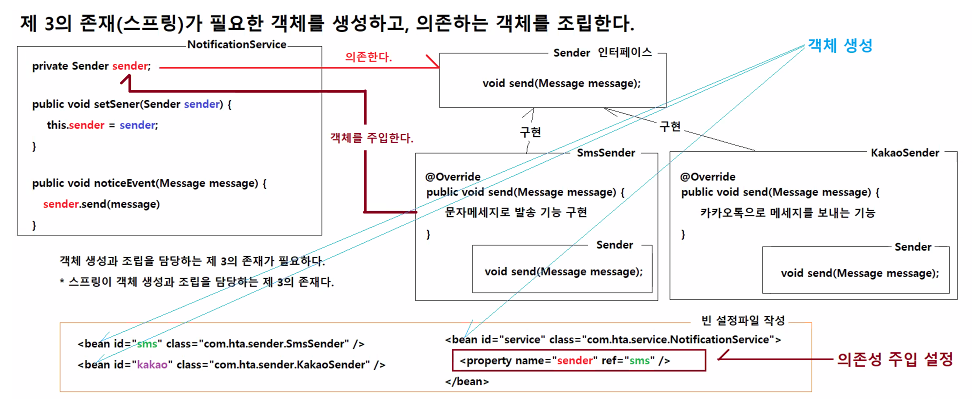 제 3의 존재(스프링)가 필요한 객체를 생성하고, 의존하는 객체를 조립한다.
NotificationService
private Sender sender;
public void setSener(Sender sender) {
this.sender = sender;
}
public void noticeEvent(Message message) {
sender.send(message)
}
의존한다.
객체를 주입한다.
Sender 인터페이스
void send(Message message);
객체 생성
구현
구현
SmsSender
@Override
public void send(Message message) {
문자메세지로 발송 기능 구현
}
Sender
void send(Message message);
KakaoSender
@Override
public void send(Message message) {
카카오톡으로 메세지를 보내는 기능
}
Sender
void send(Message message);
객체 생성과 조립을 담당하는 제 3의 존재가 필요하다.
* 스프링이 객체 생성과 조립을 담당하는 제 3의 존재다.
빈 설정파일 작성
<bean id="sms" class="com.hta.sender.SmsSender" />
<bean id="kakao" class="com.hta.sender.KakaoSender" />
<bean id="service" class="com.hta.service.NotificationService">
<property name="sender" ref="sms" />
</bean>
의존성 주입 설정